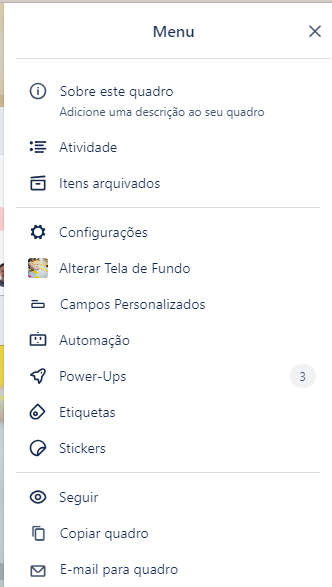 Menu
Sobre este quadro
Adicione uma descrição ao seu quadro
Atividade
Itens arquivados
Configurações
Alterar Tela de Fundo
Campos Personalizados
Automação
Power-Ups 3
Etiquetas
Stickers
Seguir
Copiar quadro
E-mail para quadro